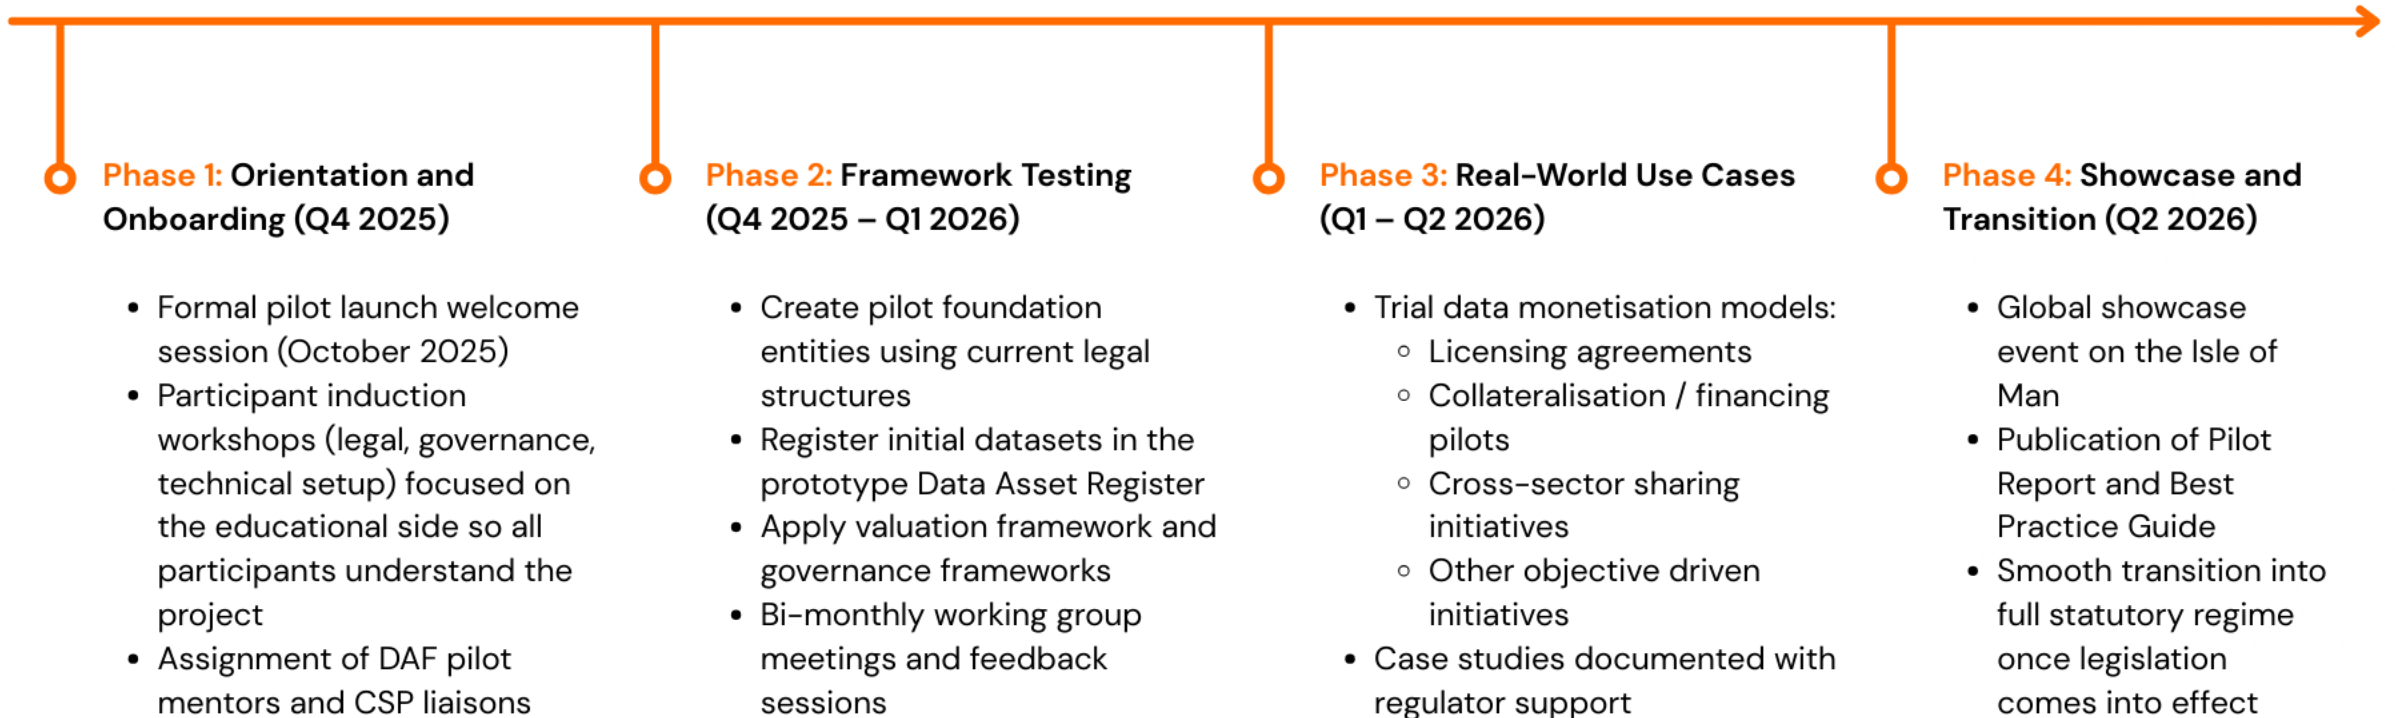 Phase 1: Orientation and
Onboarding (Q4 2025)
• Formal pilot launch welcome
session (October 2025)
• Participant induction
workshops (legal, governance,
technical setup) focused on
the educational side so all
participants understand the
project
• Assignment of DAF pilot
mentors and CSP liaisons
Phase 2: Framework Testing
(Q4 2025 – Q1 2026)
• Create pilot foundation
entities using current legal
structures
• Register initial datasets in the
prototype Data Asset Register
• Apply valuation framework and
governance frameworks
• Bi-monthly working group
meetings and feedback
sessions
Phase 3: Real-World Use Cases
(Q1 – Q2 2026)
• Trial data monetisation models:
◦ Licensing agreements
◦ Collateralisation / financing
pilots
◦ Cross-sector sharing
initiatives
◦ Other objective driven
initiatives
• Case studies documented with
regulator support
Phase 4: Showcase and
Transition (Q2 2026)
• Global showcase
event on the Isle of
Man
• Publication of Pilot
Report and Best
Practice Guide
• Smooth transition into
full statutory regime
once legislation
comes into effect